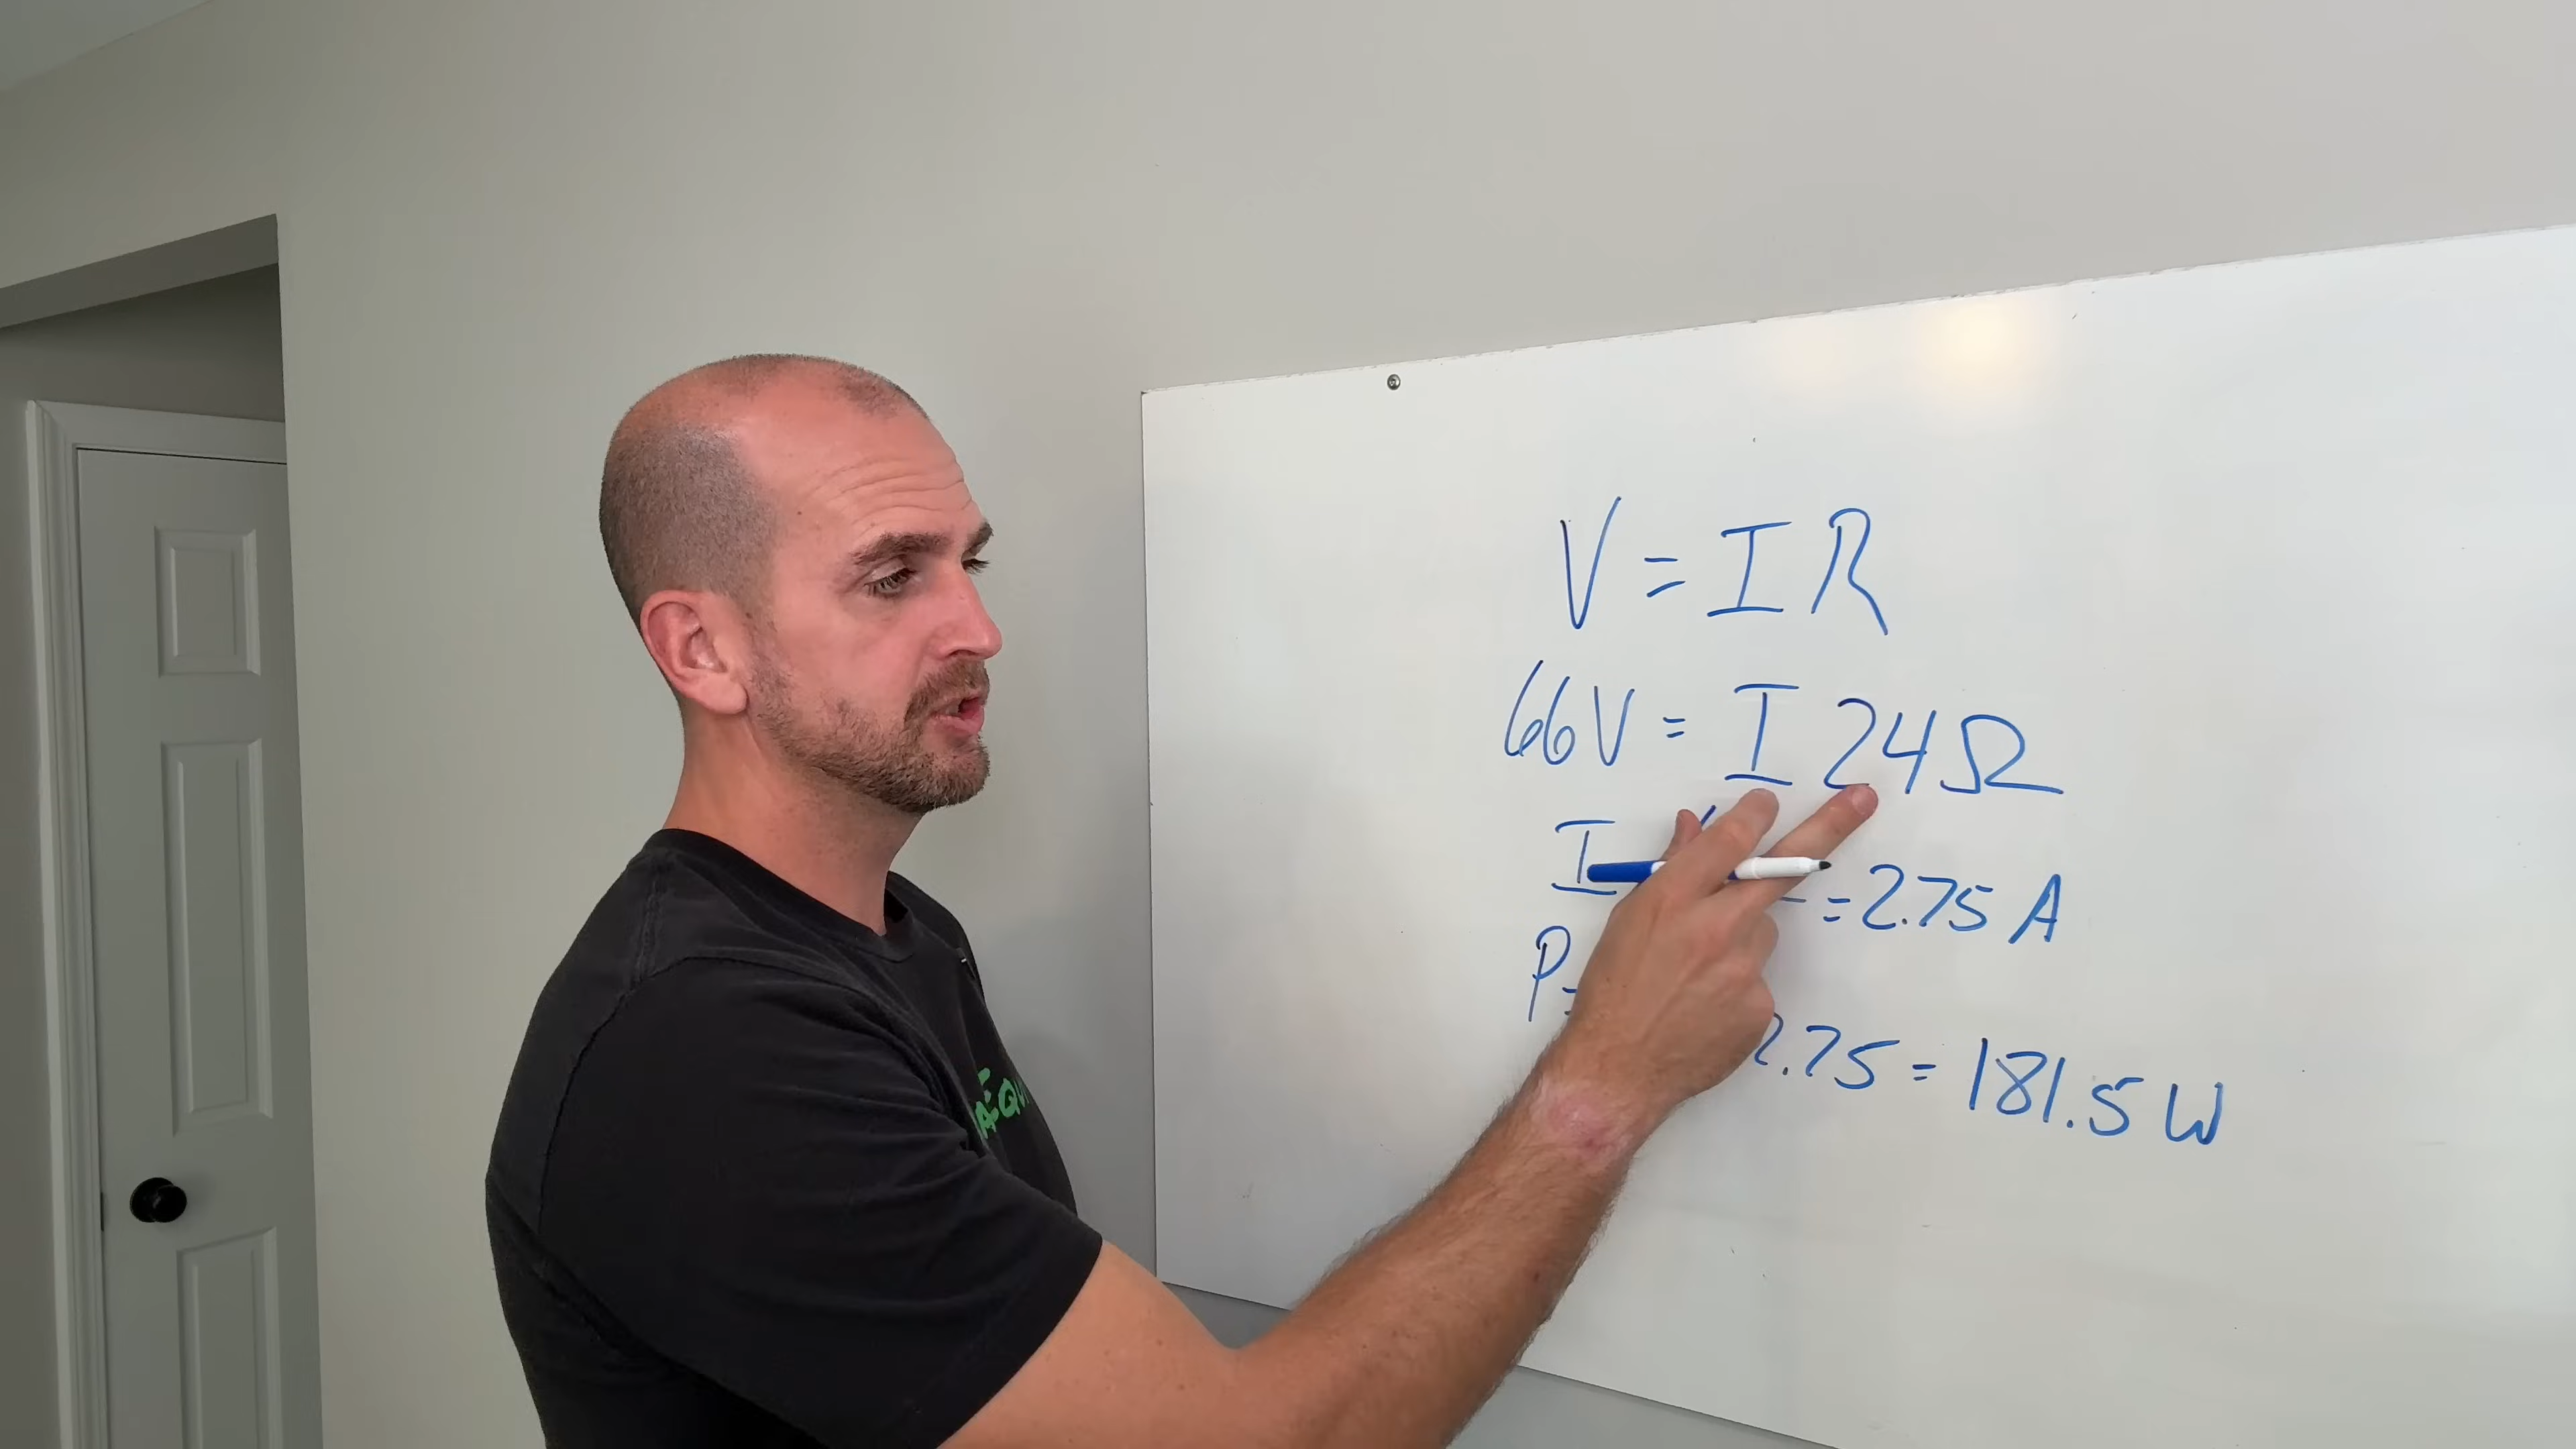 V = I R
66V = I 24Ω
I = 2.75 A
P=
2.75 = 181.5 W